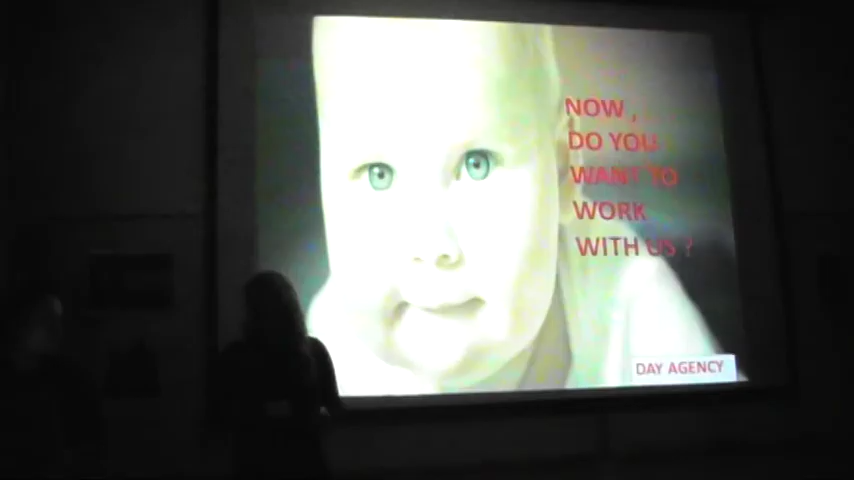 NOW ,
DO YOU
WANT TO
WORK
WITH US ?
DAY AGENCY